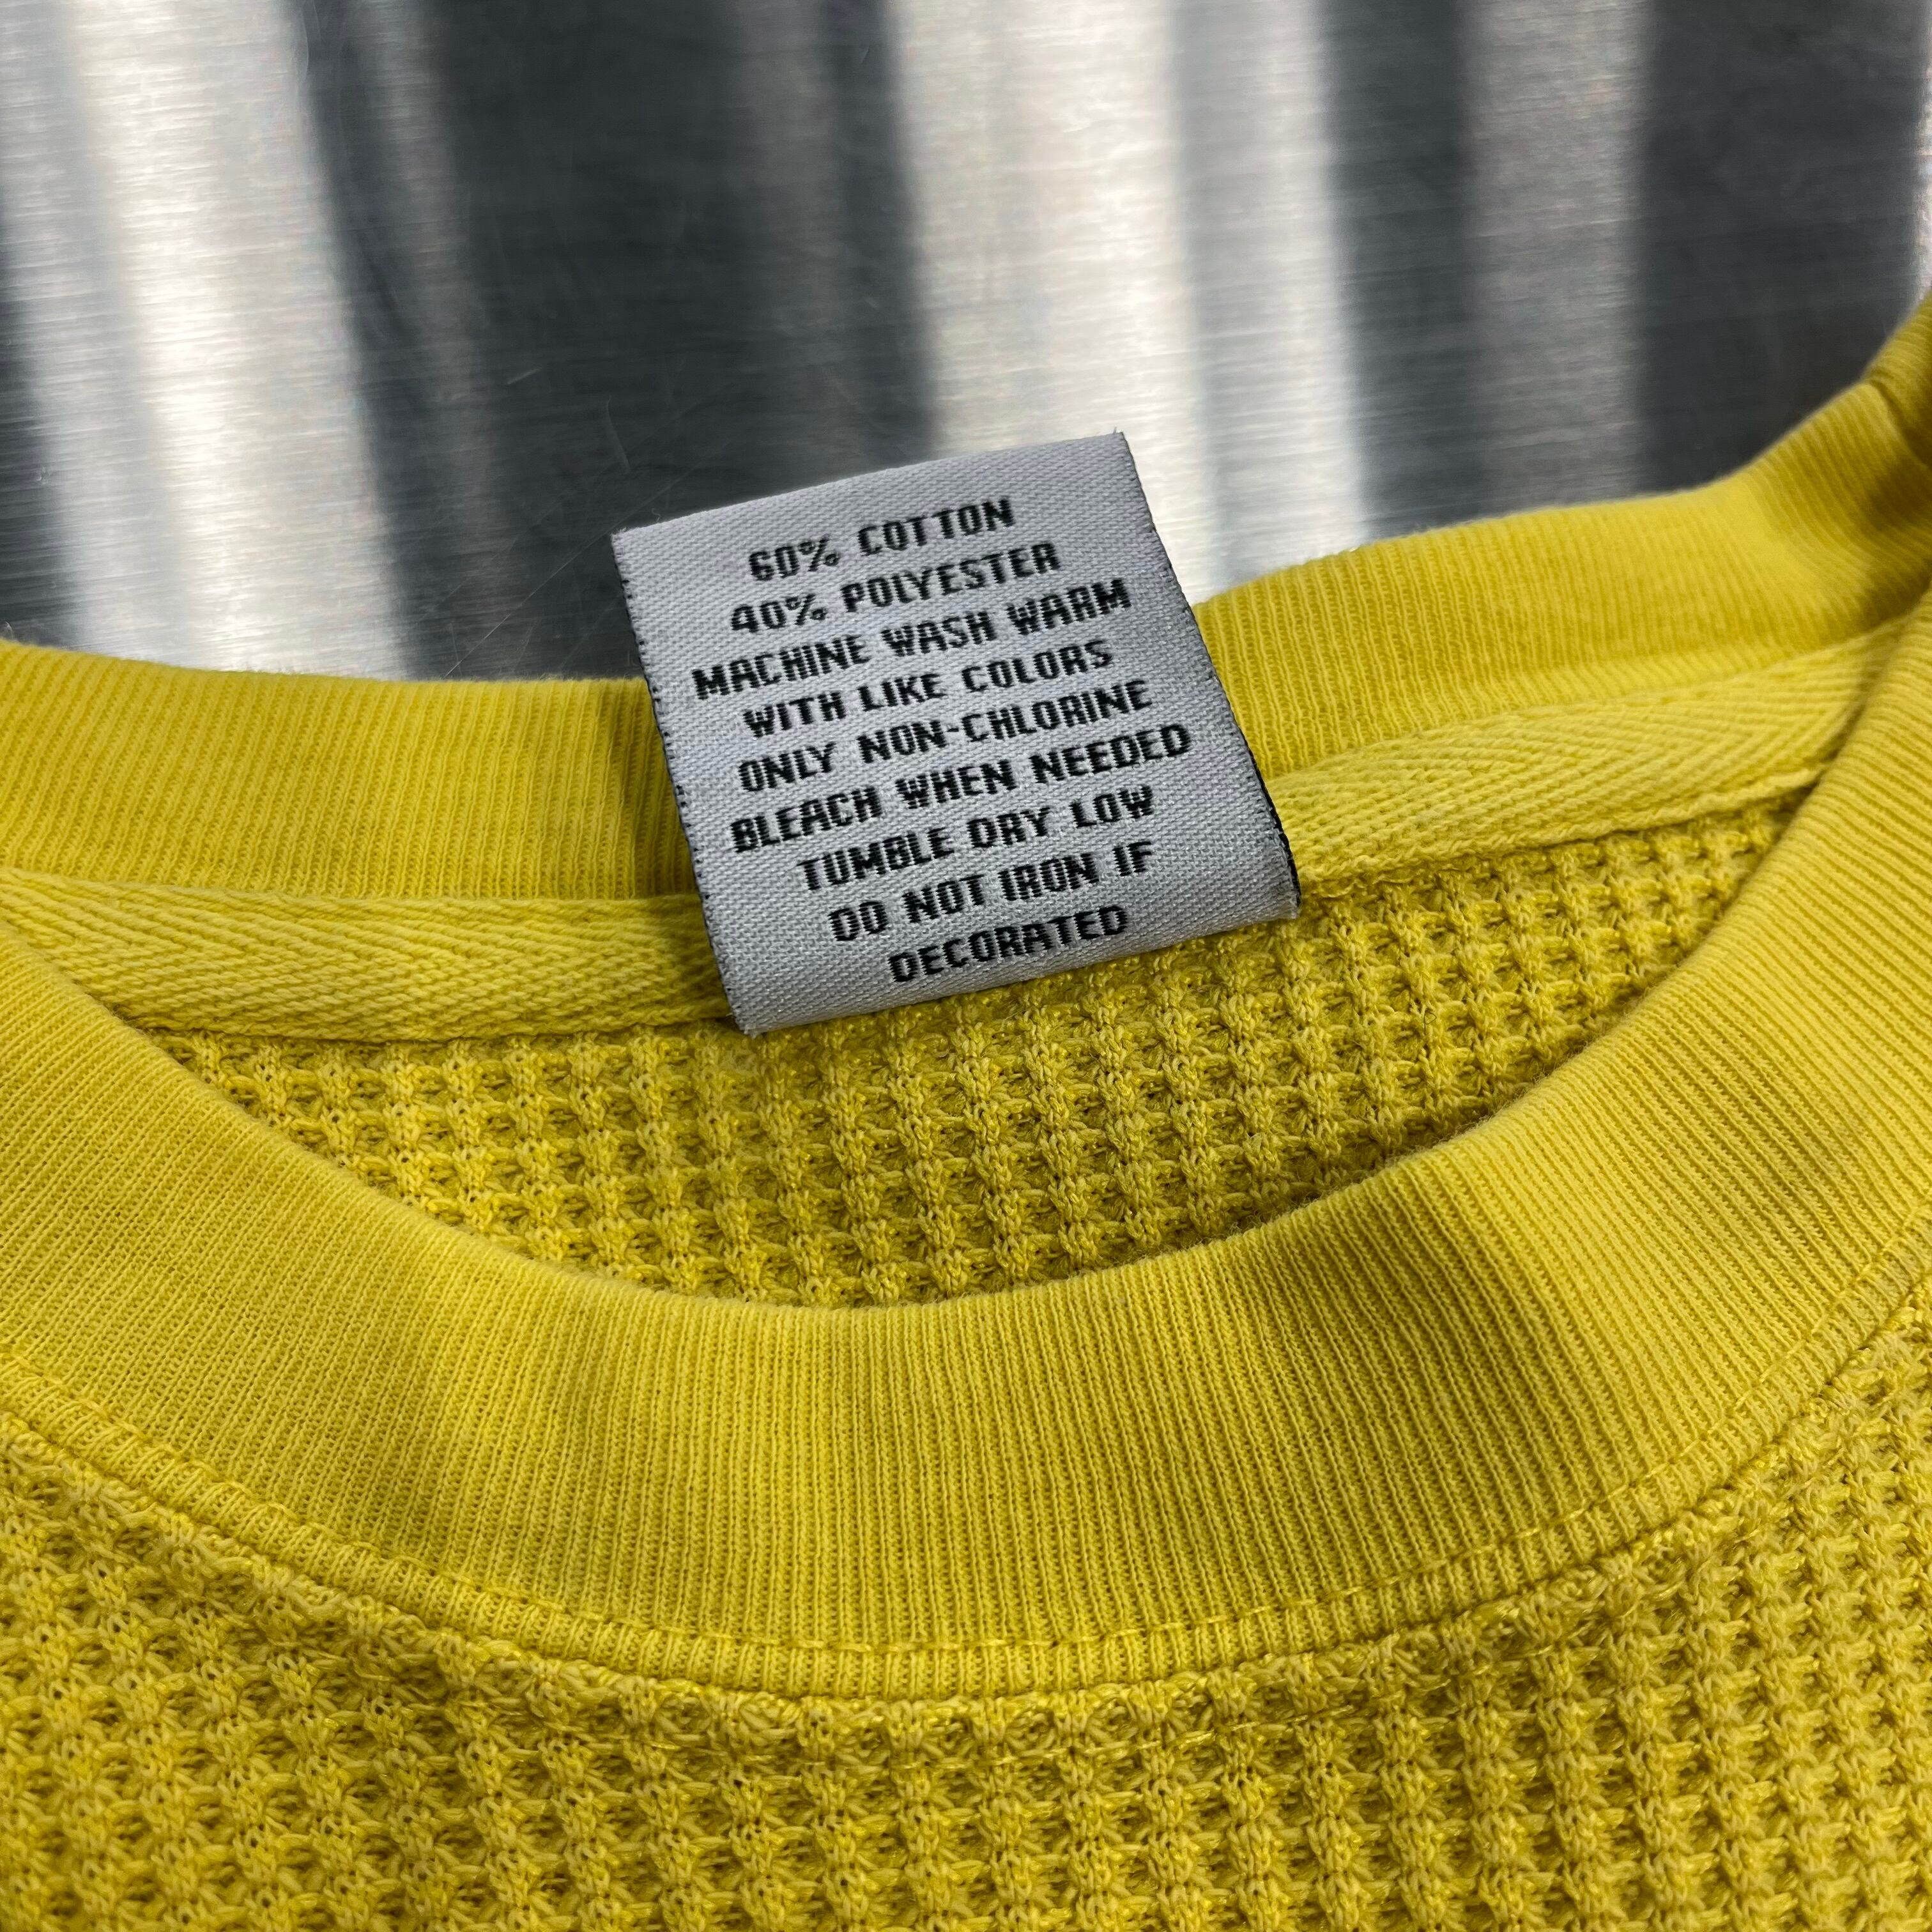 60% COTTON
40% POLYESTER
MACHINE WASH WARM
WITH LIKE COLORS
ONLY NON-CHLORINE
BLEACH WHEN NEEDED
TUMBLE DRY LOW
DO NOT IRON IF
DECORATED